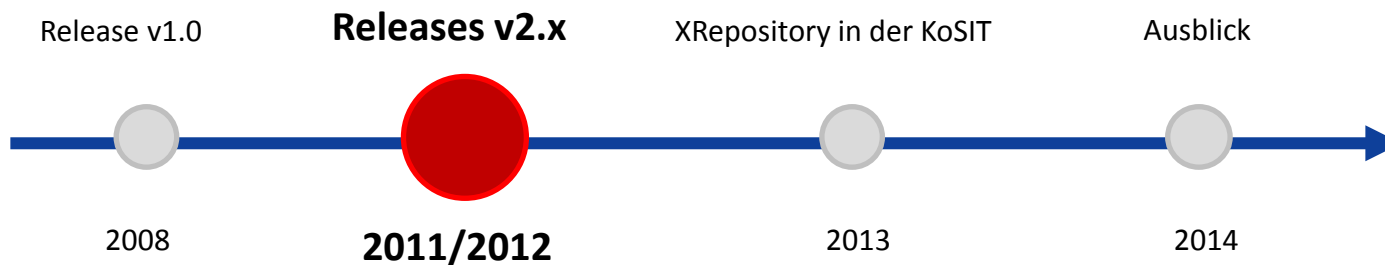 Release v1.0
Releases v2.x
XRepository in der KoSIT
Ausblick
2008
2011/2012
2013
2014